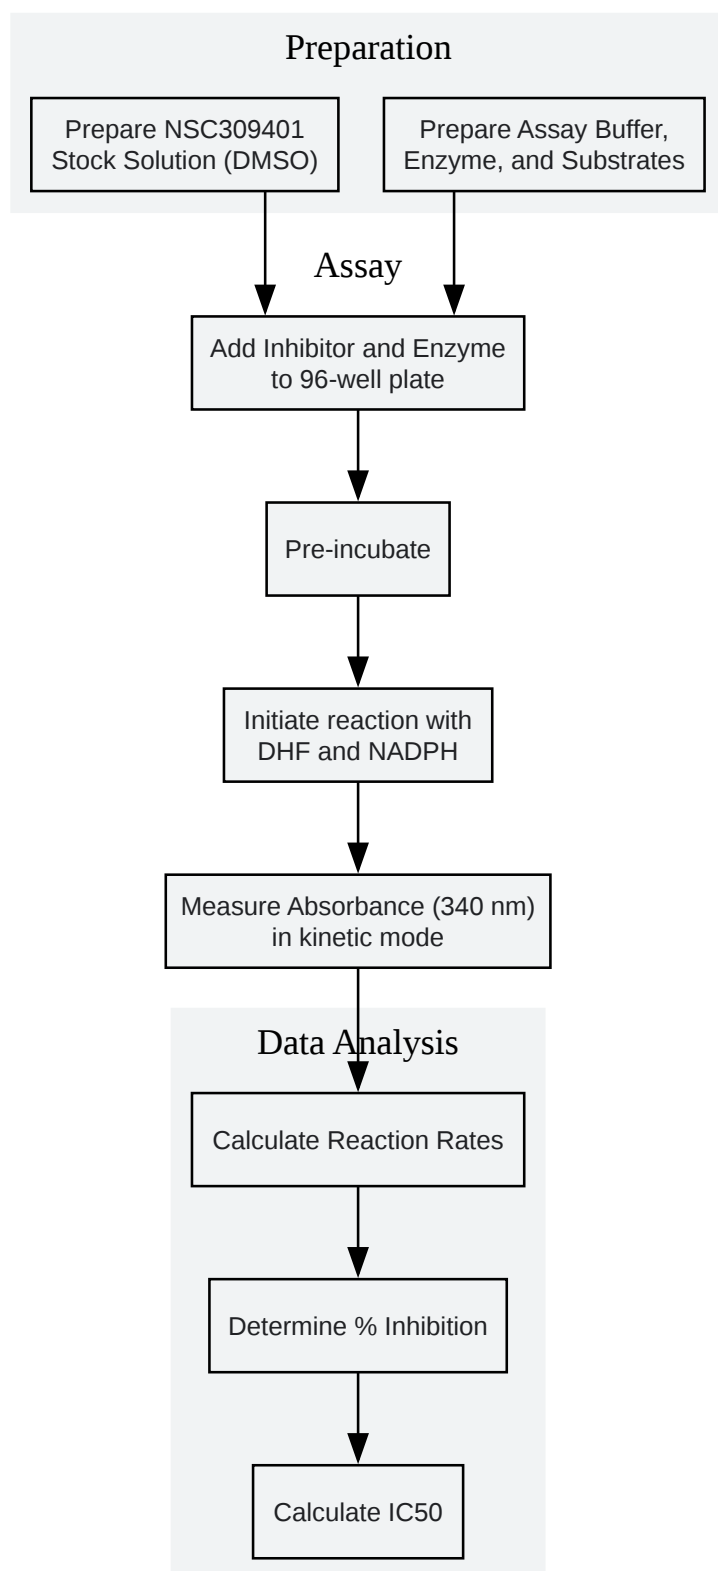 Preparation
Prepare NSC309401
Stock Solution (DMSO)
Prepare Assay Buffer,
Enzyme, and Substrates
Assay
Add Inhibitor and Enzyme
to 96-well plate
Pre-incubate
Initiate reaction with
DHF and NADPH
Measure Absorbance (340 nm)
in kinetic mode
Data Analysis
Calculate Reaction Rates
Determine % Inhibition
Calculate IC50